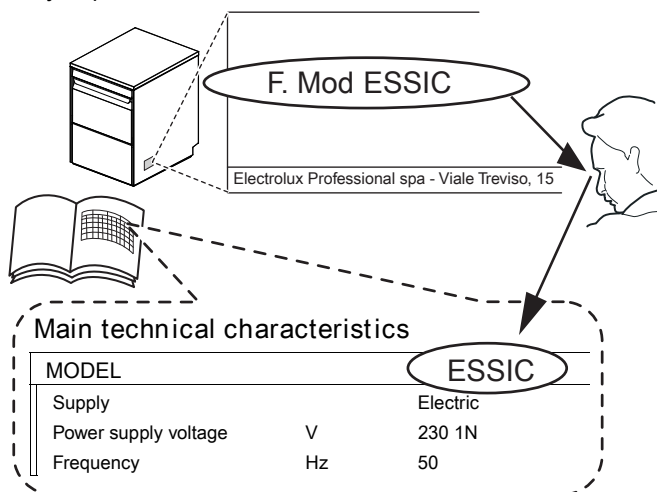 F. Mod ESSIC
Electrolux Professional spa - Viale Treviso, 15
Main technical characteristics
MODEL ESSIC
Supply Electric
Power supply voltage V 230 1N
Frequency Hz 50